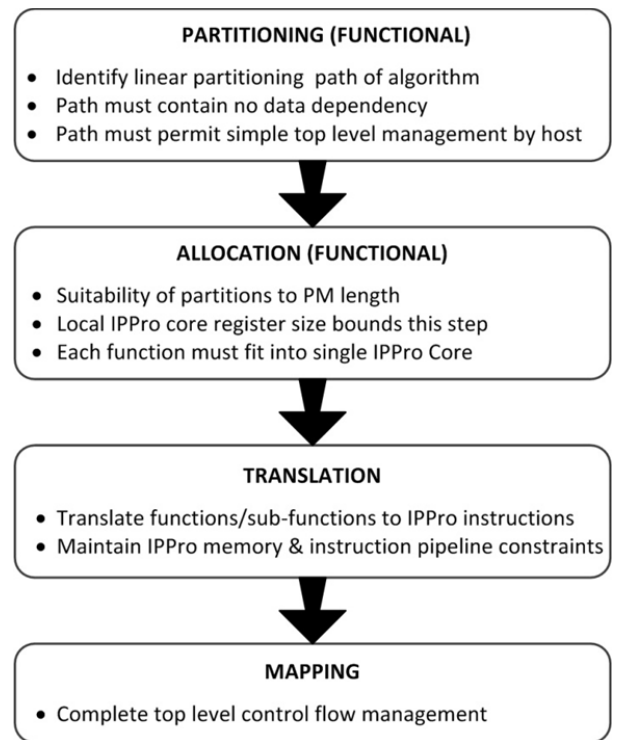 PARTITIONING (FUNCTIONAL)
• Identify linear partitioning path of algorithm
• Path must contain no data dependency
• Path must permit simple top level management by host
ALLOCATION (FUNCTIONAL)
• Suitability of partitions to PM length
• Local IPPro core register size bounds this step
• Each function must fit into single IPPro Core
TRANSLATION
• Translate functions/sub-functions to IPPro instructions
• Maintain IPPro memory & instruction pipeline constraints
MAPPING
• Complete top level control flow management